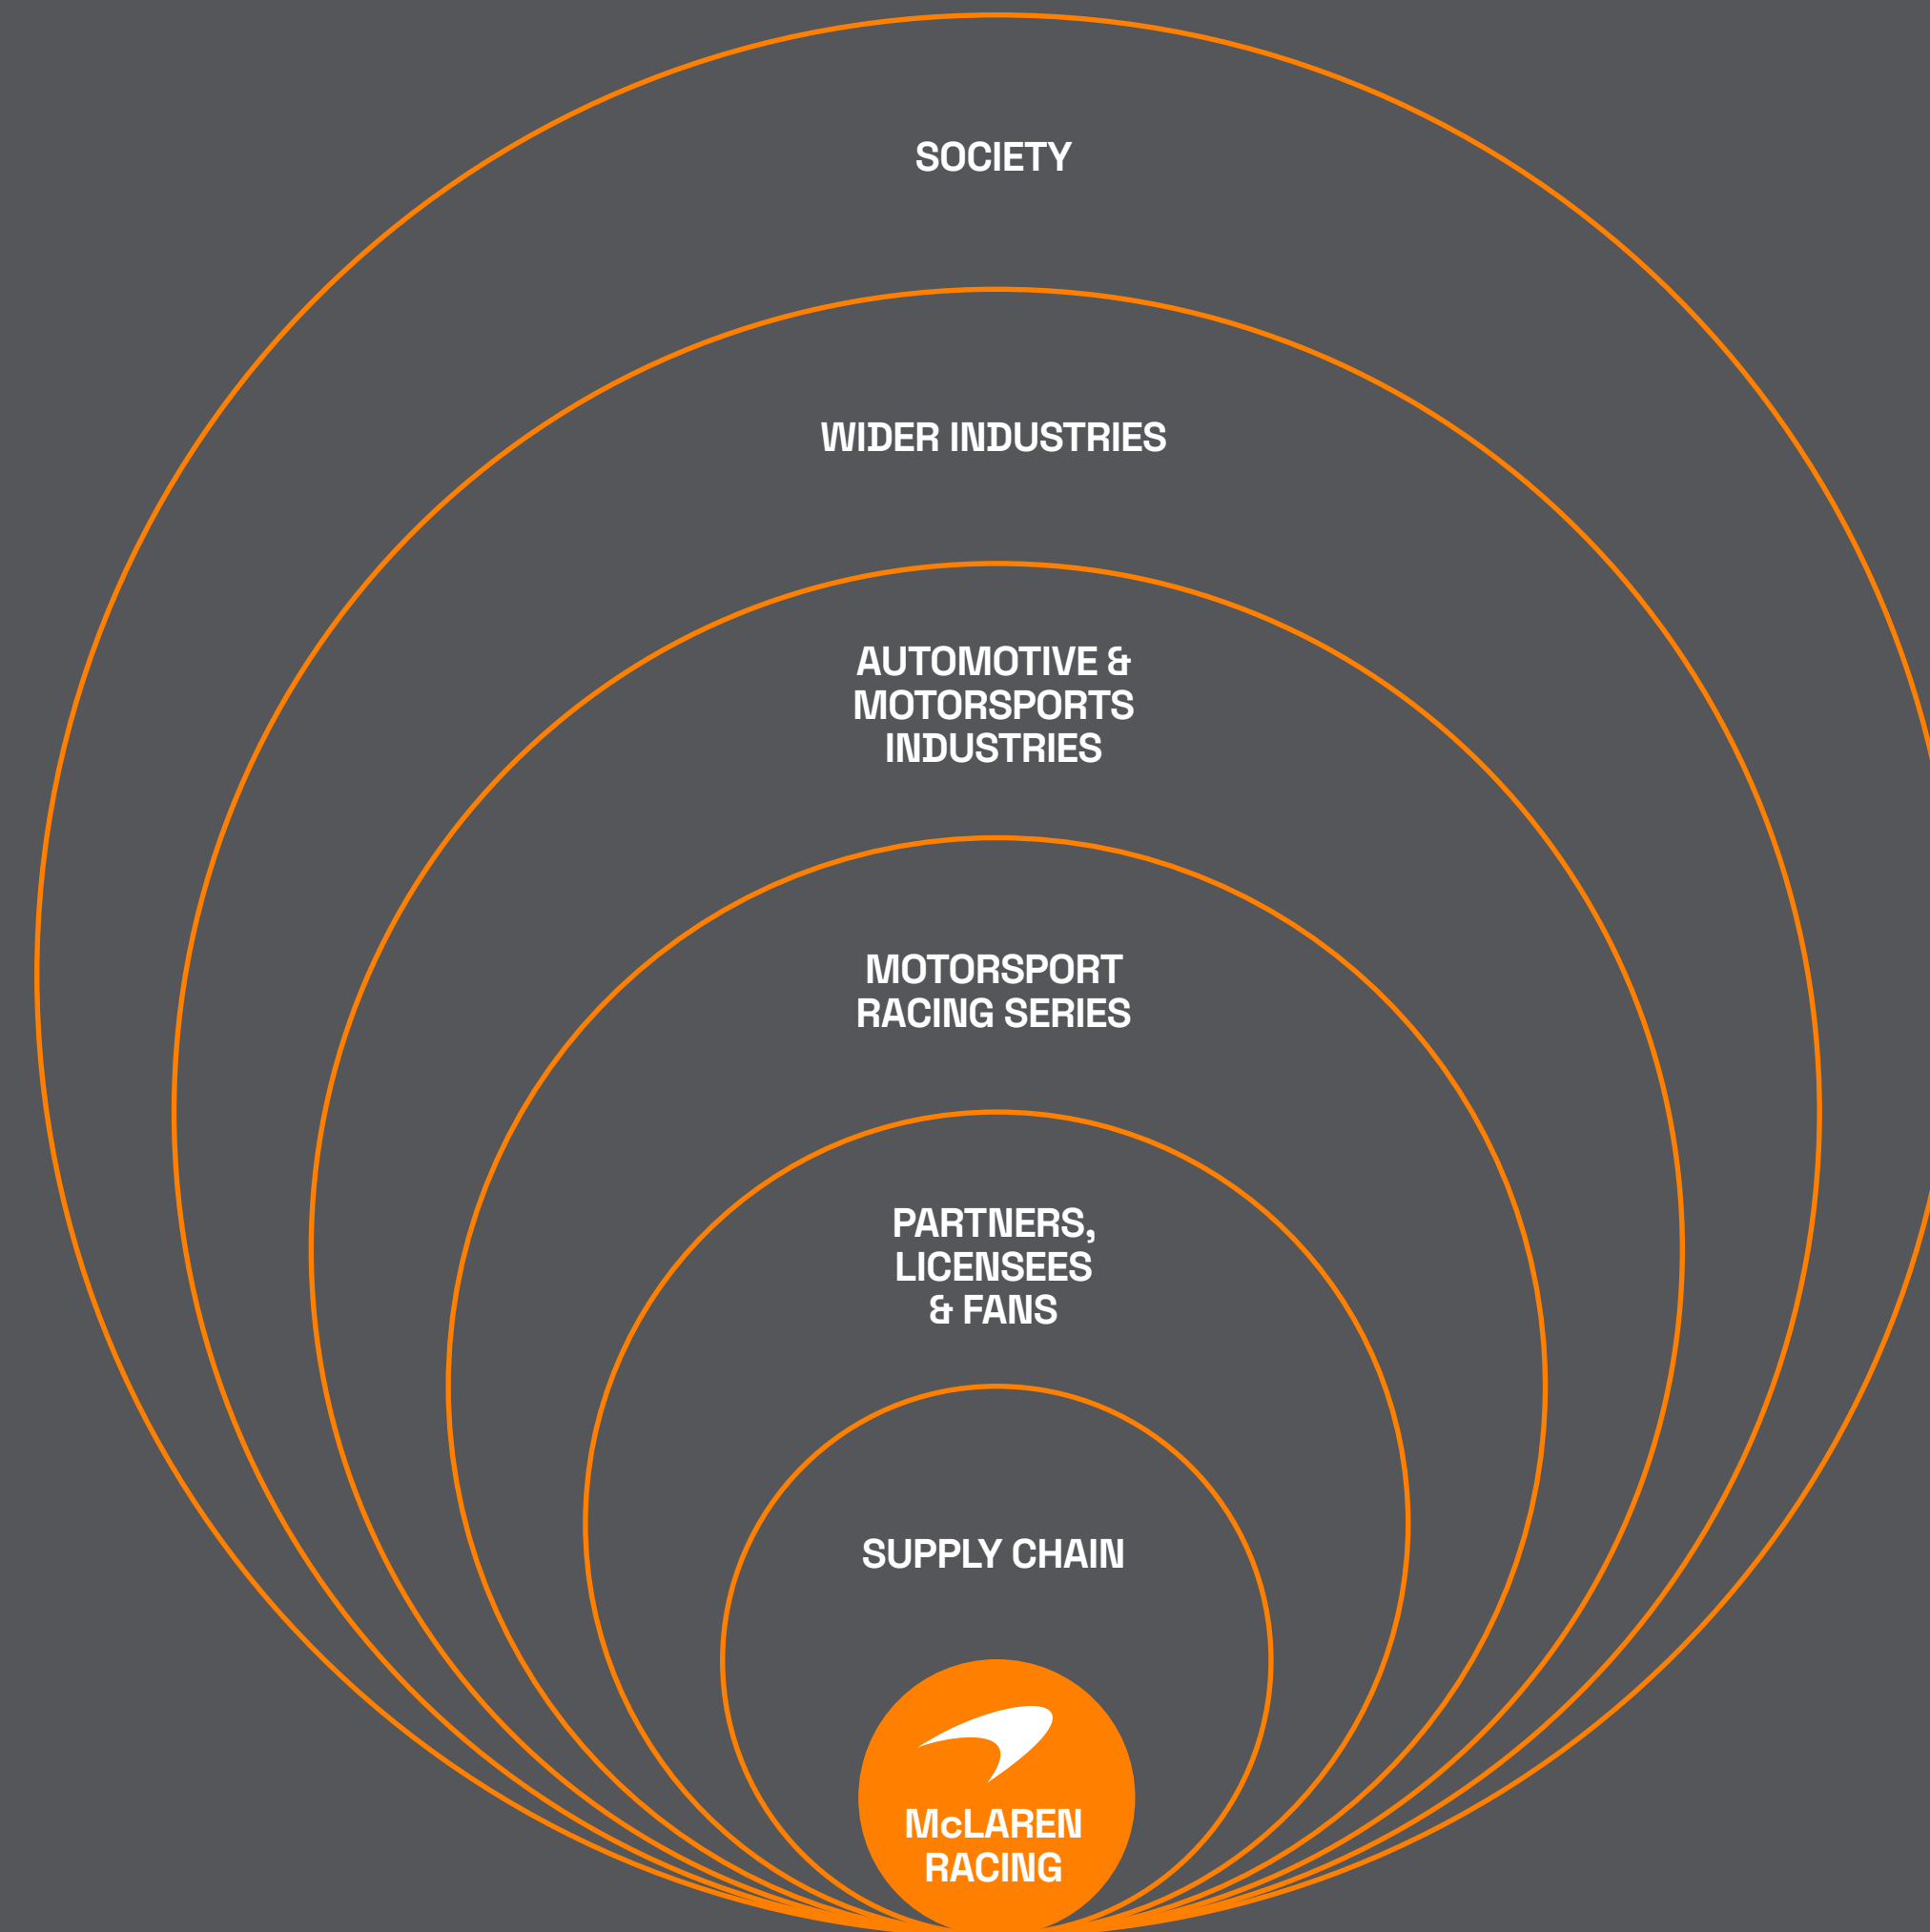 SOCIETY
WIDER INDUSTRIES
AUTOMOTIVE &
MOTORSPORTS
INDUSTRIES
MOTORSPORT
RACING SERIES
PARTNERS,
LICENSEES
& FANS
SUPPLY CHAIN
McLAREN
RACING